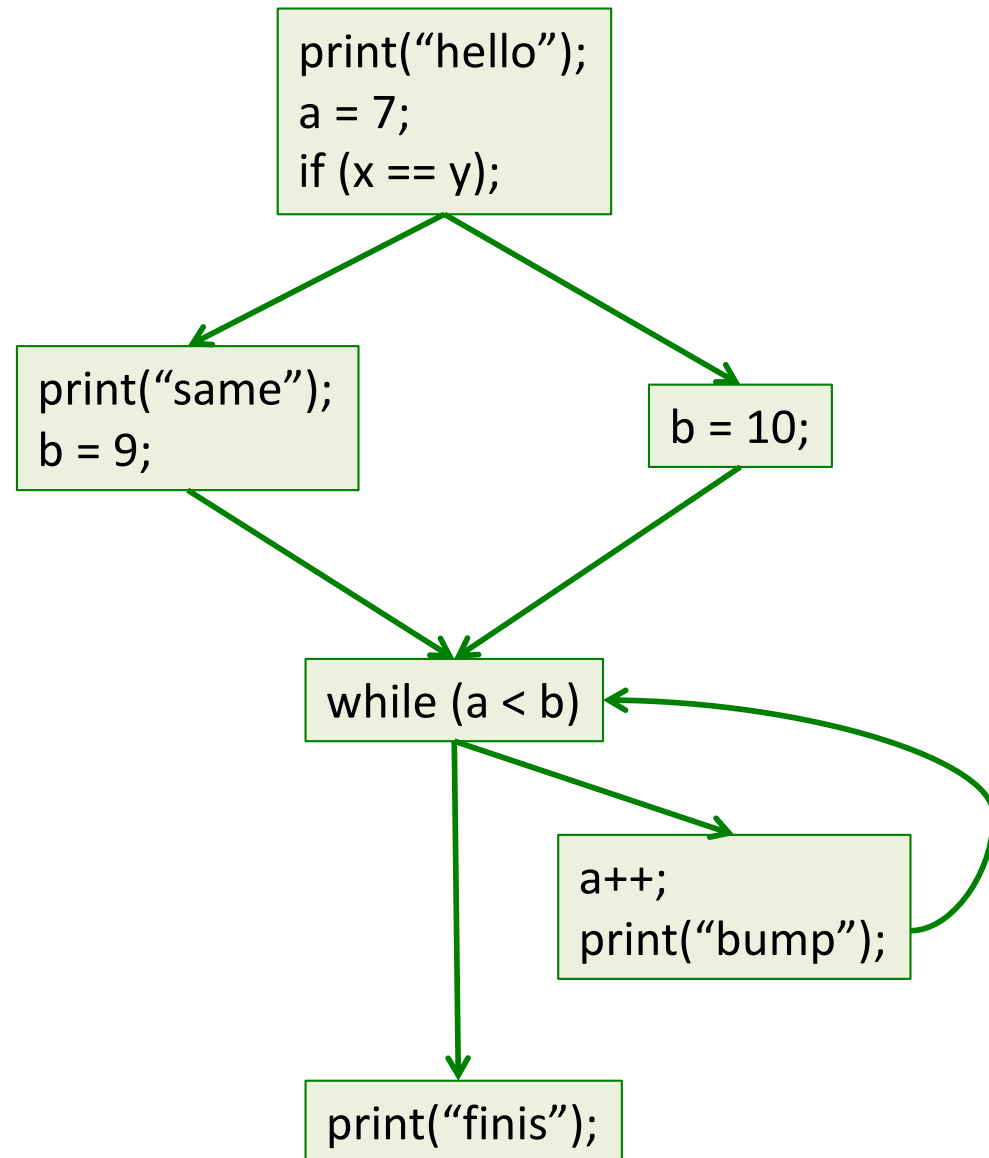 print(“hello”);
a = 7;
if (x == y);
print(“same”);
b = 9;
b = 10;
while (a < b)
a++;
print(“bump”);
print(“finis”);